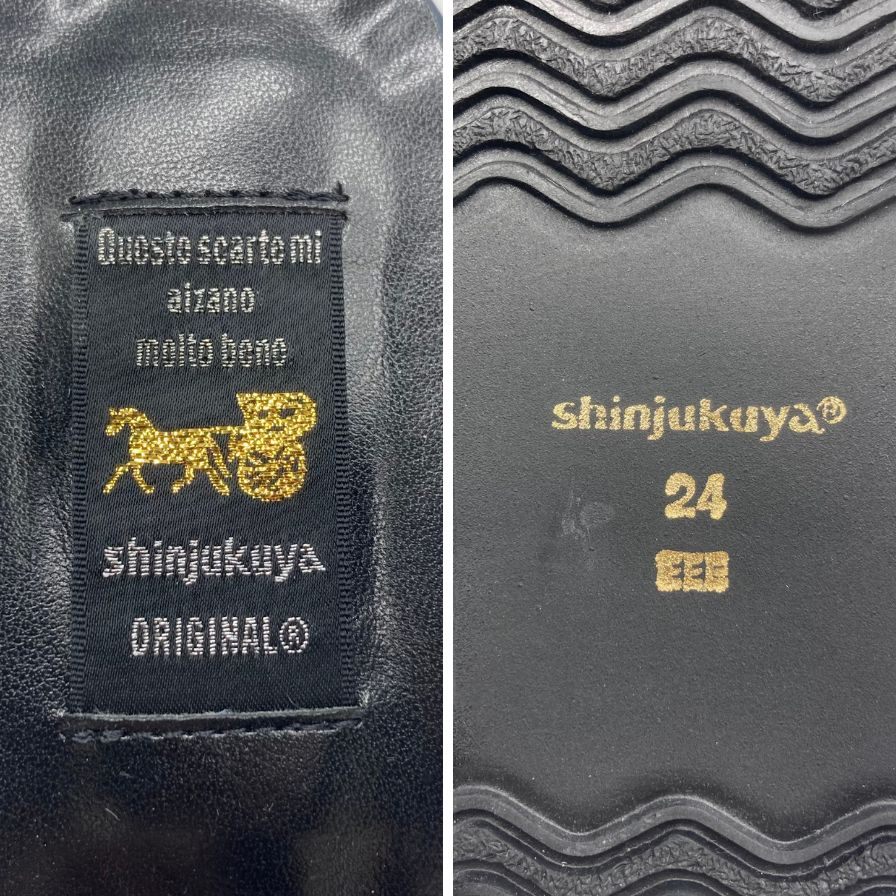 Questo scarto mi
aizano
molto bene.
shinjukuya
ORIGINAL®
shinjukuya®
24
EEE